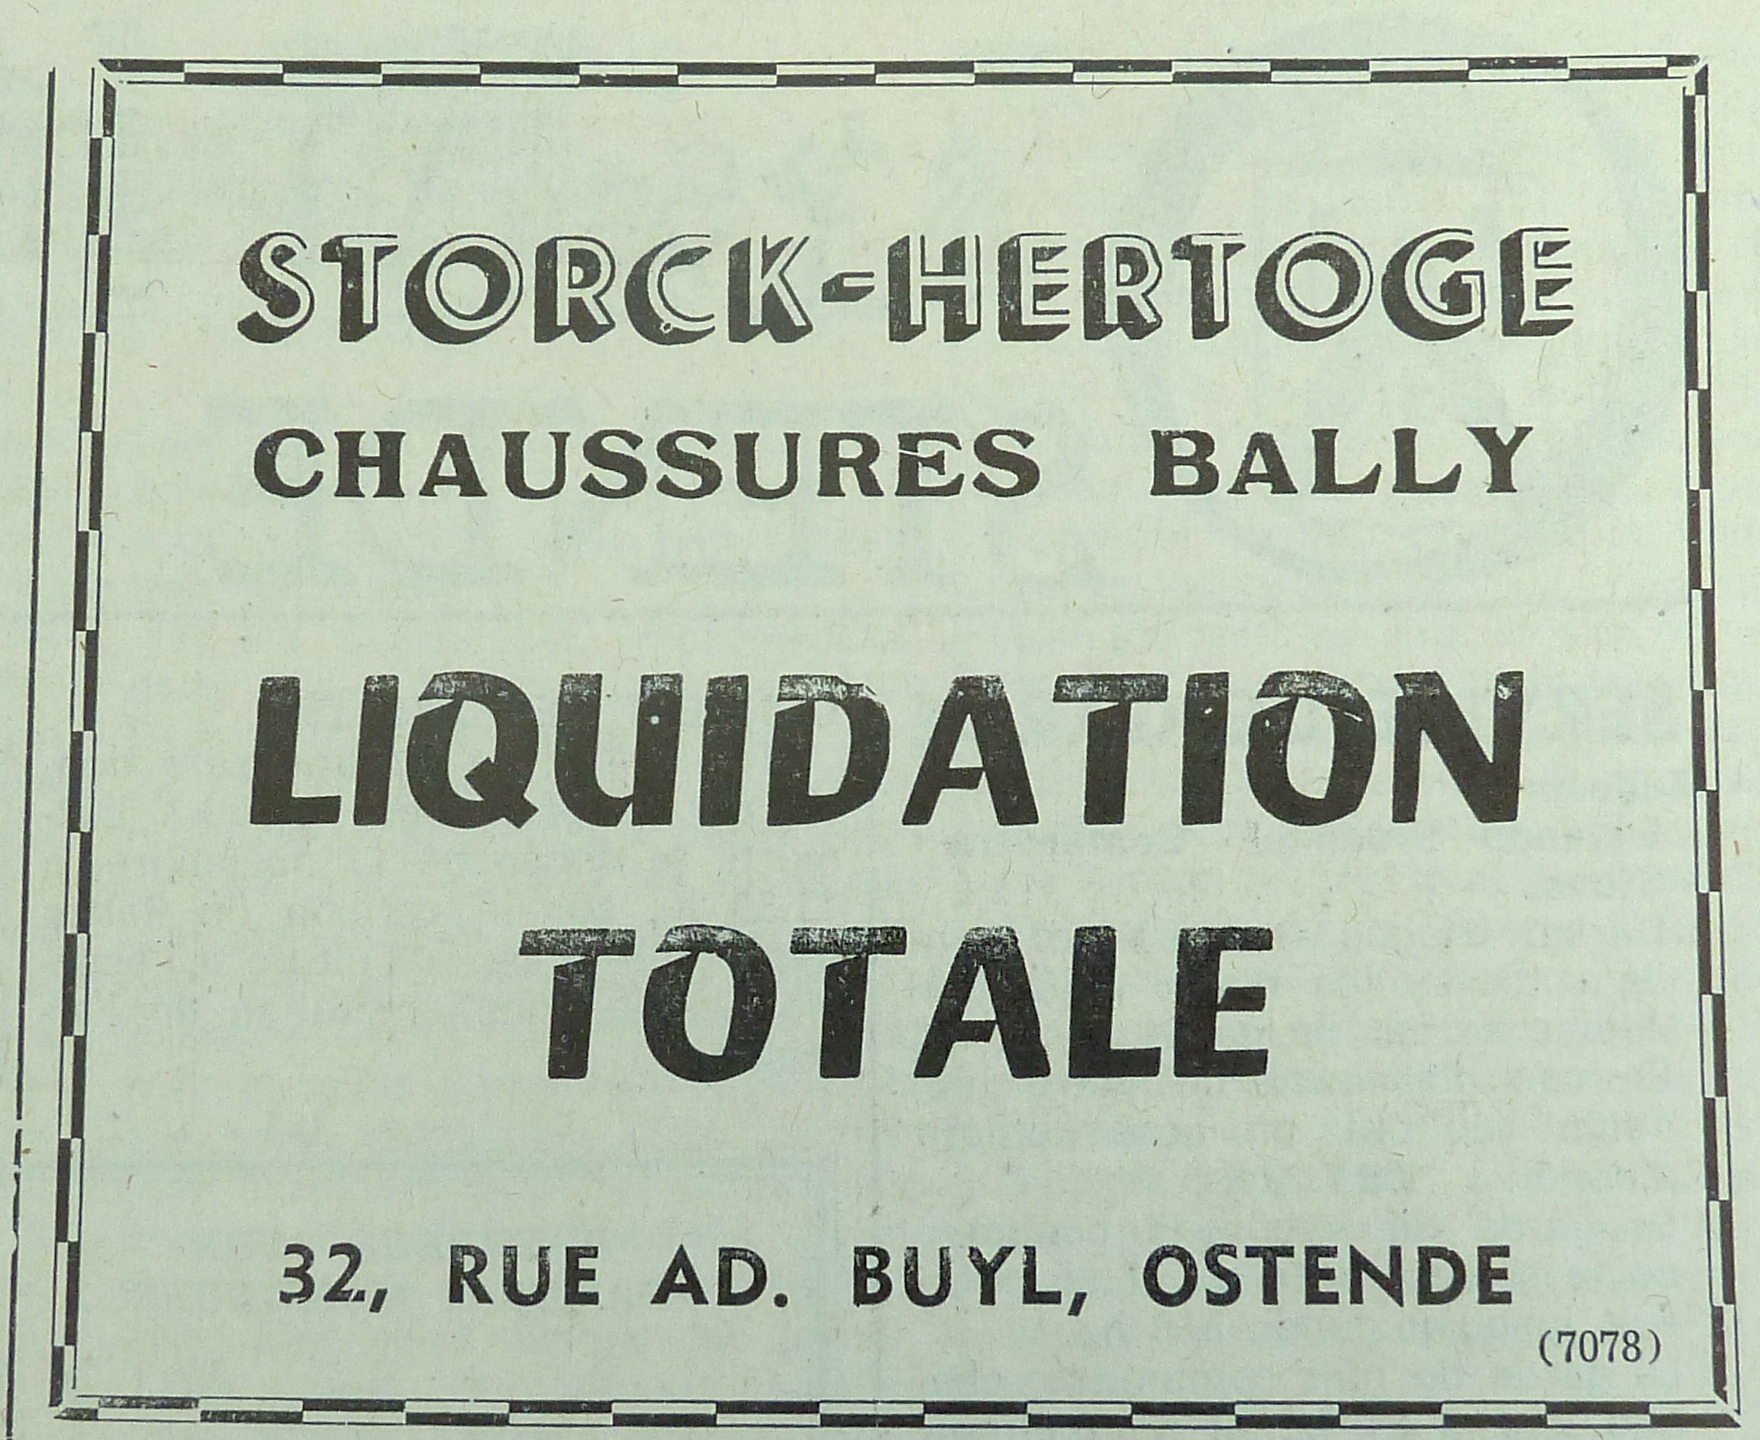 STORCK-HERTOGE
CHAUSSURES BALLY
LIQUIDATION
TOTALE
32, RUE AD. BUYL, OSTENDE
(7078)